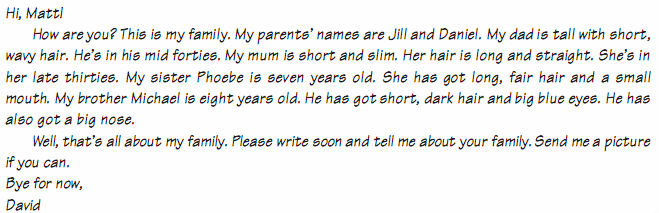 Hi, Matt!
How are you? This is my family. My parents' names are Jill and Daniel. My dad is tall with short,
wavy hair. He's in his mid forties. My mum is short and slim. Her hair is long and straight. She's in
her late thirties. My sister Phoebe is seven years old. She has got long, fair hair and a small
mouth. My brother Michael is eight years old. He has got short, dark hair and big blue eyes. He has
also got a big nose.
Well, that's all about my family. Please write soon and tell me about your family. Send me a picture
if you can.
Bye for now,
David